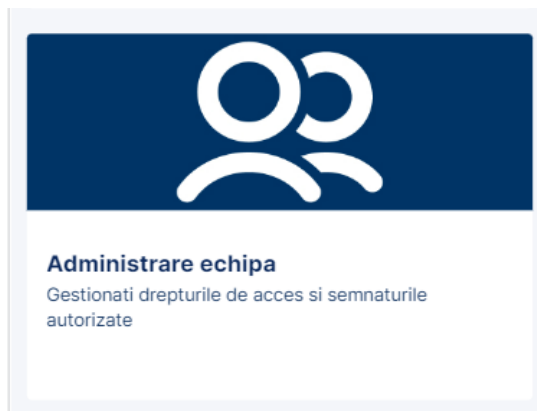 Administrare echipa
Gestionati drepturile de acces si semnaturile
autorizate